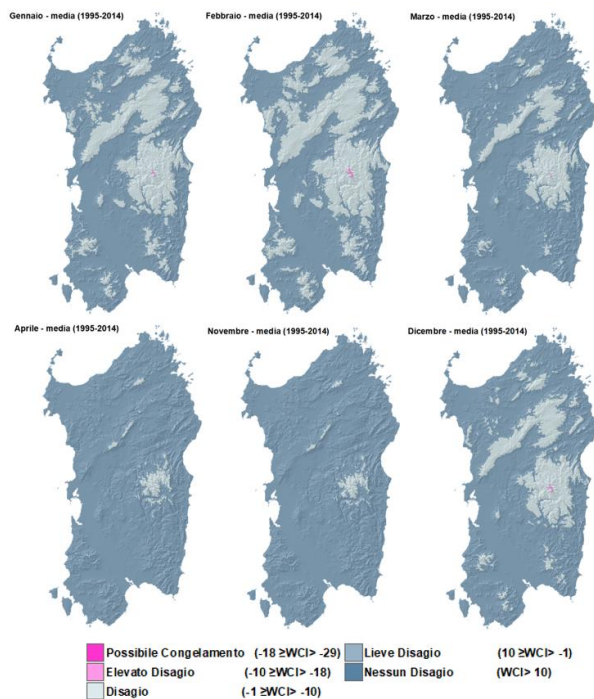 Gennaio - media (1995-2014)
Febbraio - media (1995-2014)
Marzo - media (1995-2014)
Aprile - media (1995-2014)
Novembre - media (1995-2014)
Dicembre - media (1995-2014)
Possibile Congelamento (-18 ≥WCI> -29)
Lieve Disagio (10 ≥WCI> -1)
Elevato Disagio (-10 ≥WCI> -18)
Nessun Disagio (WCI> 10)
Disagio (-1 ≥WCI> -10)